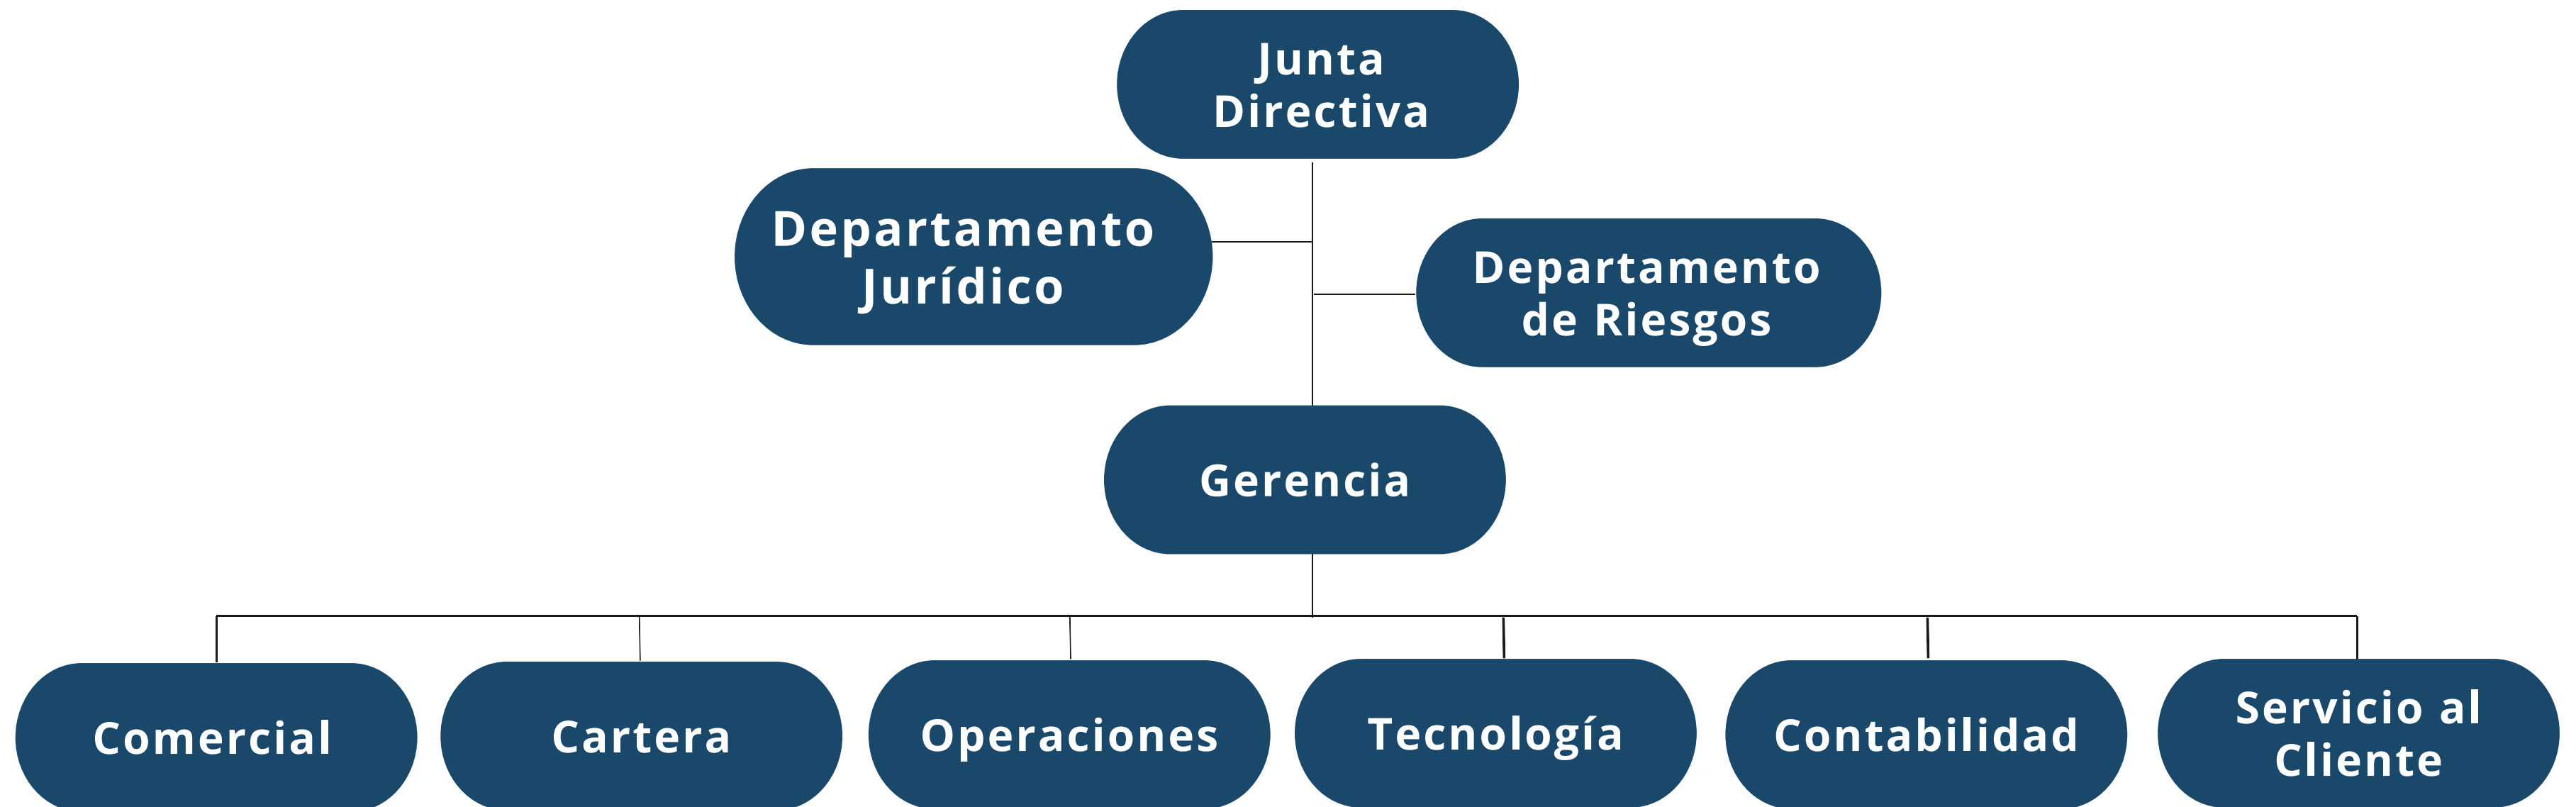 Junta
Directiva
Departamento
Jurídico
Departamento
de Riesgos
Gerencia
Comercial
Cartera
Operaciones
Tecnología
Contabilidad
Servicio al
Cliente